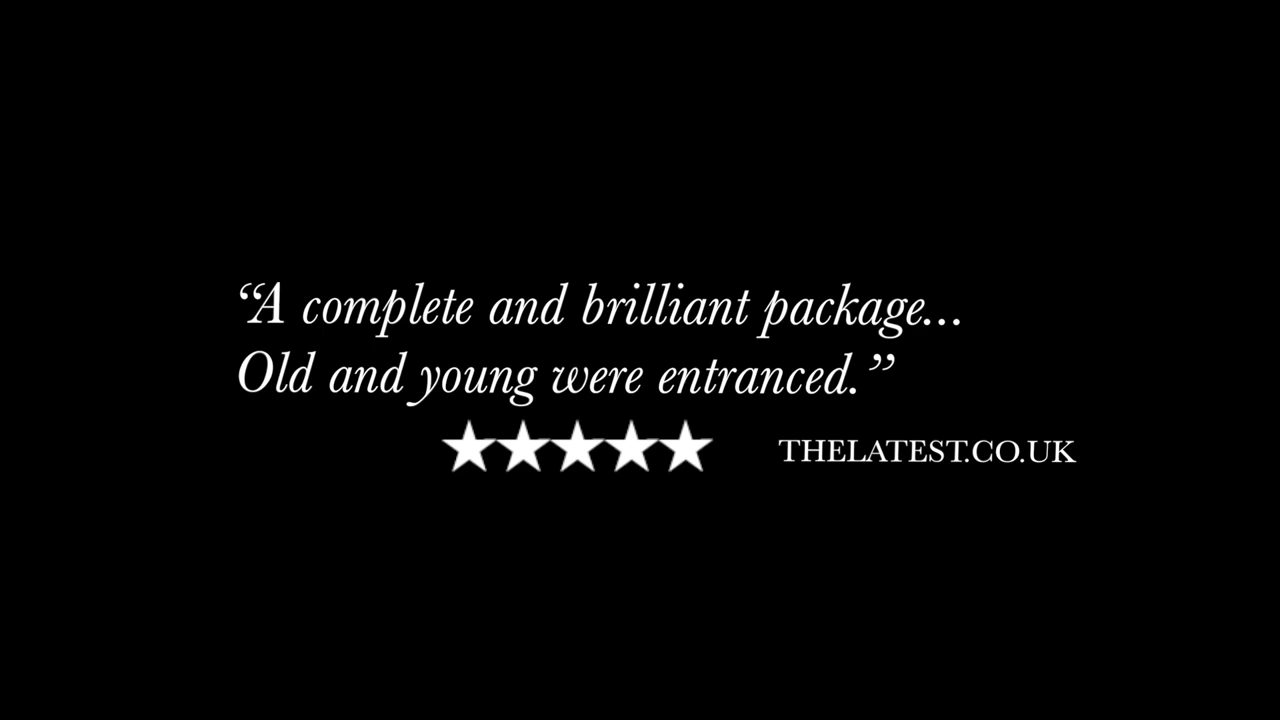 “A complete and brilliant package...
Old and young were entranced.”
★★★★★ THELATEST.CO.UK